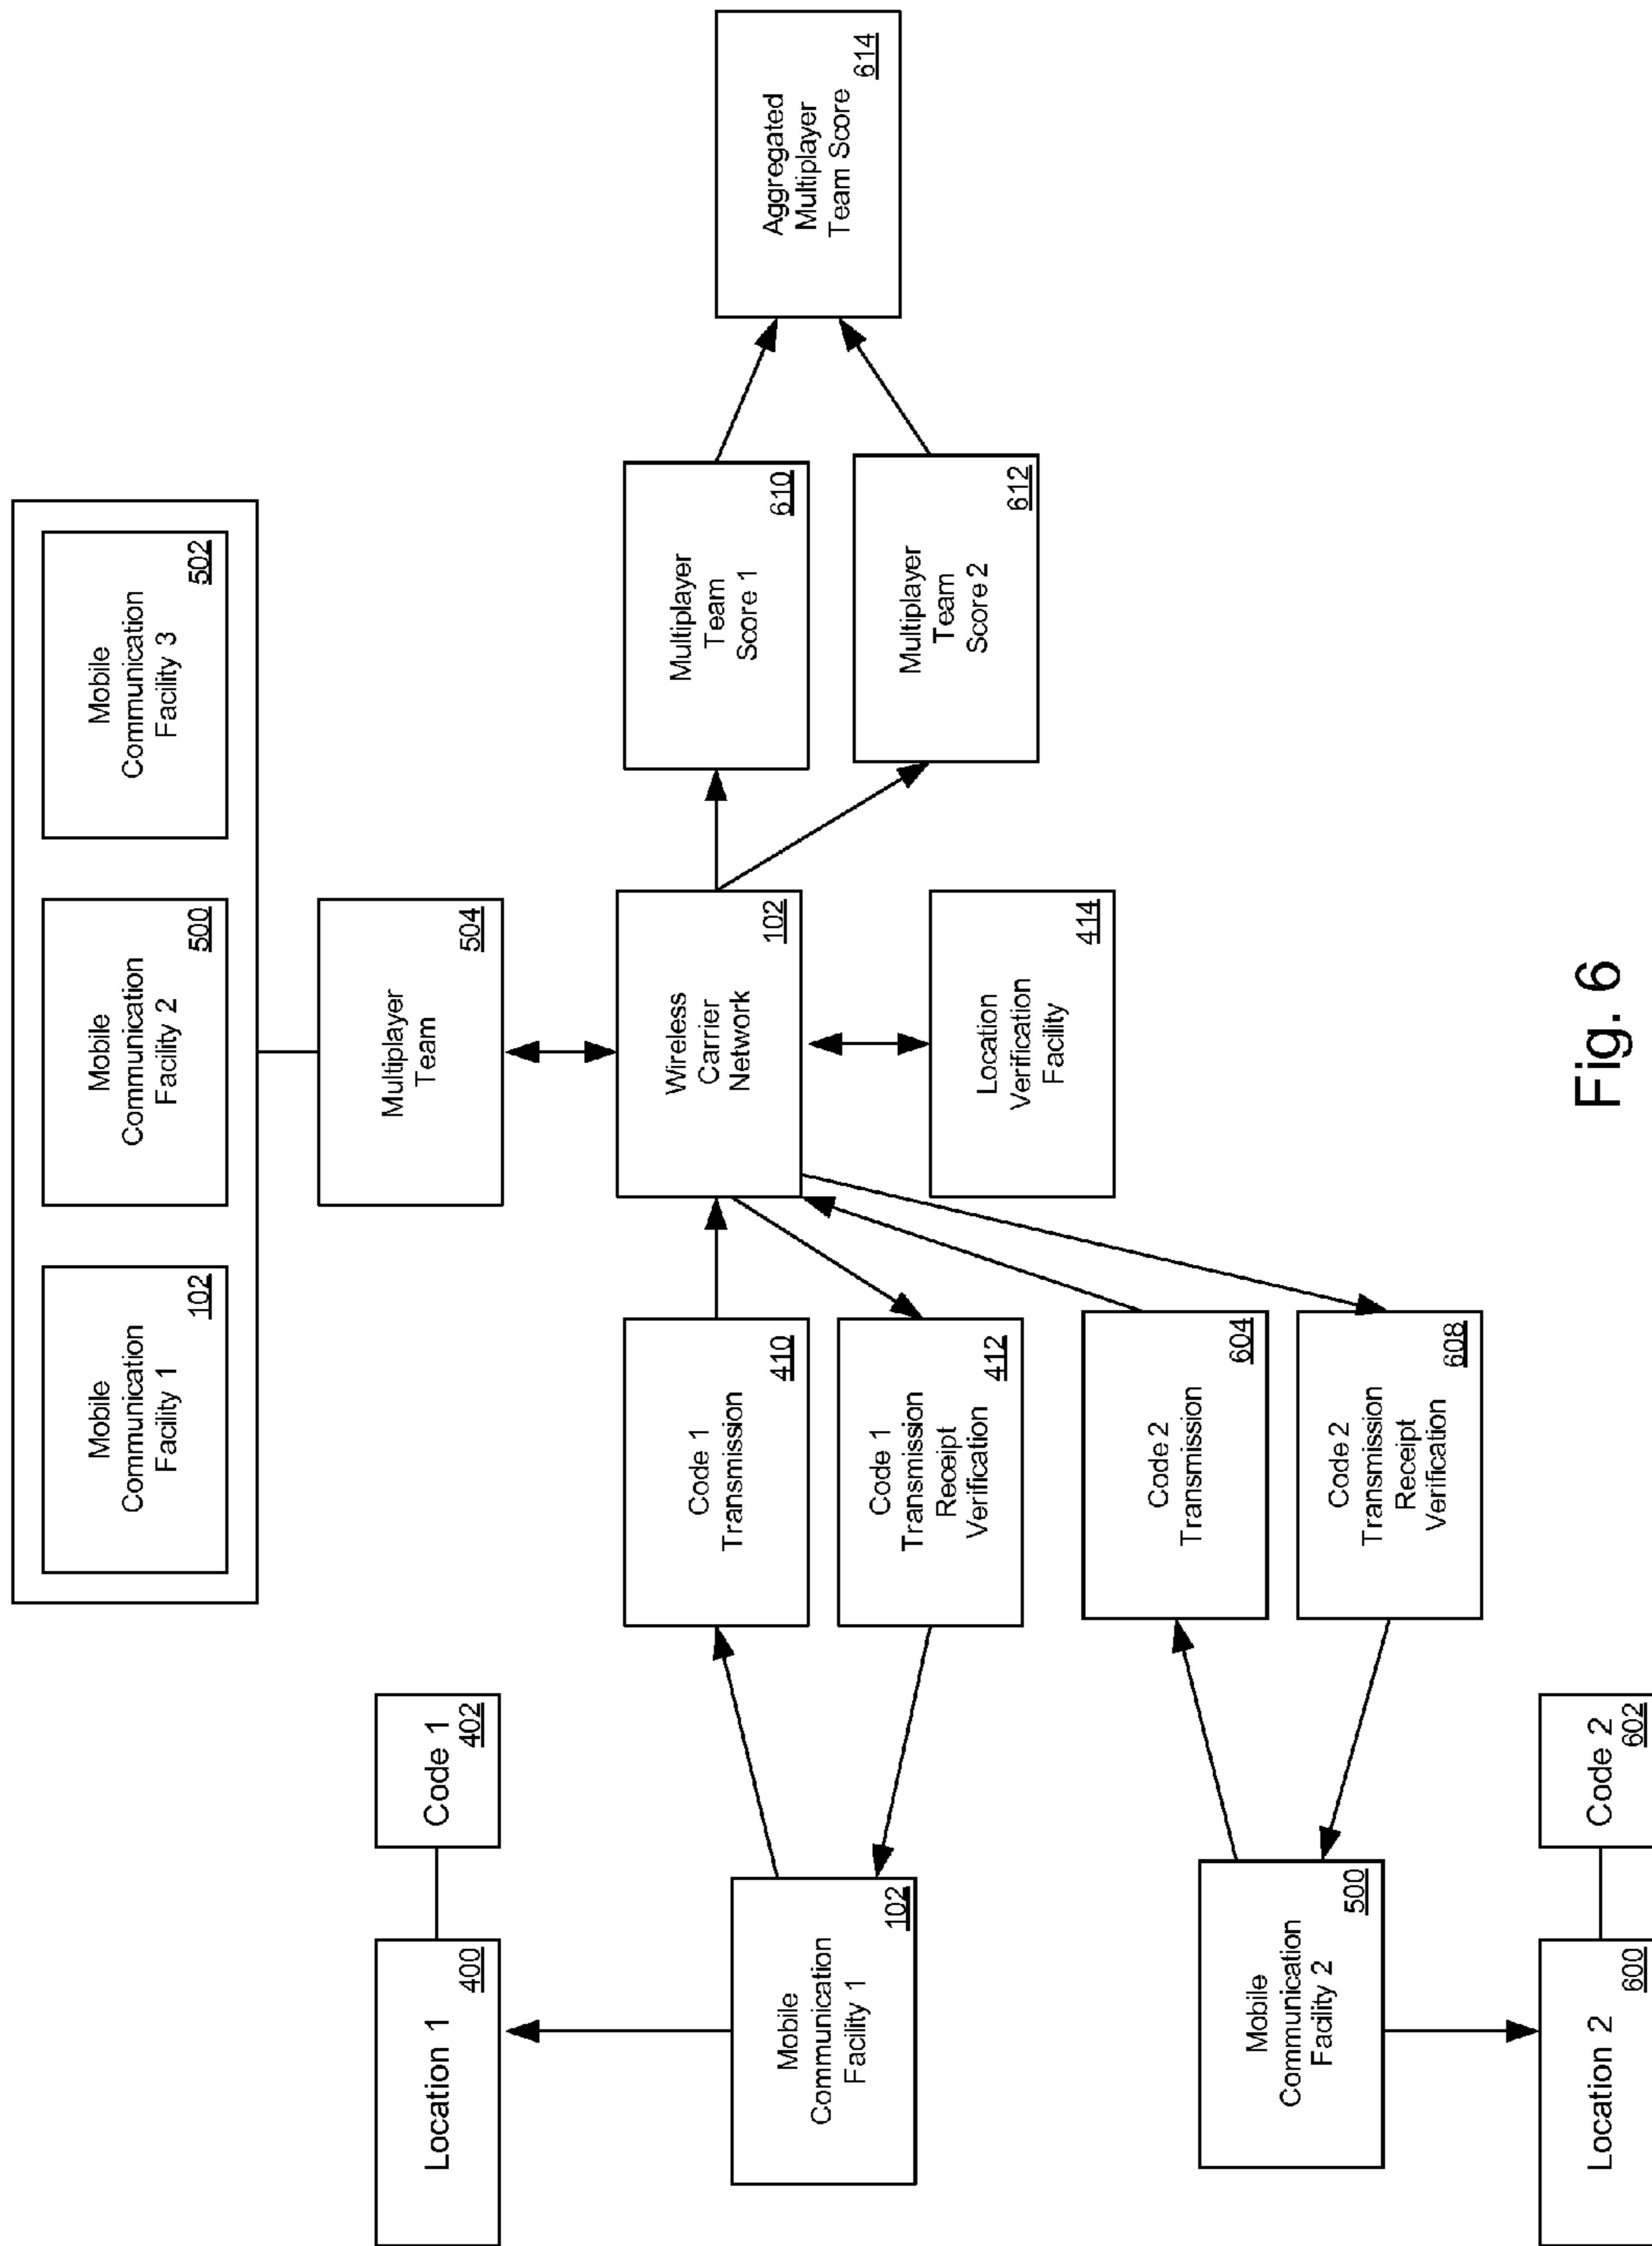 Mobile
Communication
Facility 1
102
Mobile
Communication
Facility 2
500
Mobile
Communication
Facility 3
502
Multiplayer
Team
504
Location 1
400
Code 1
402
Mobile
Communication
Facility 1
102
Code 1
Transmission
410
Code 1
Transmission
Receipt
Verification
412
Wireless
Carrier
Network
102
Location
Verification
Facility
414
Multiplayer
Team
Score 1
610
Multiplayer
Team
Score 2
612
Aggregated
Multiplayer
Team Score
614
Mobile
Communication
Facility 2
500
Code 2
Transmission
604
Code 2
Transmission
Receipt
Verification
608
Location 2
600
Code 2
602
Fig. 6